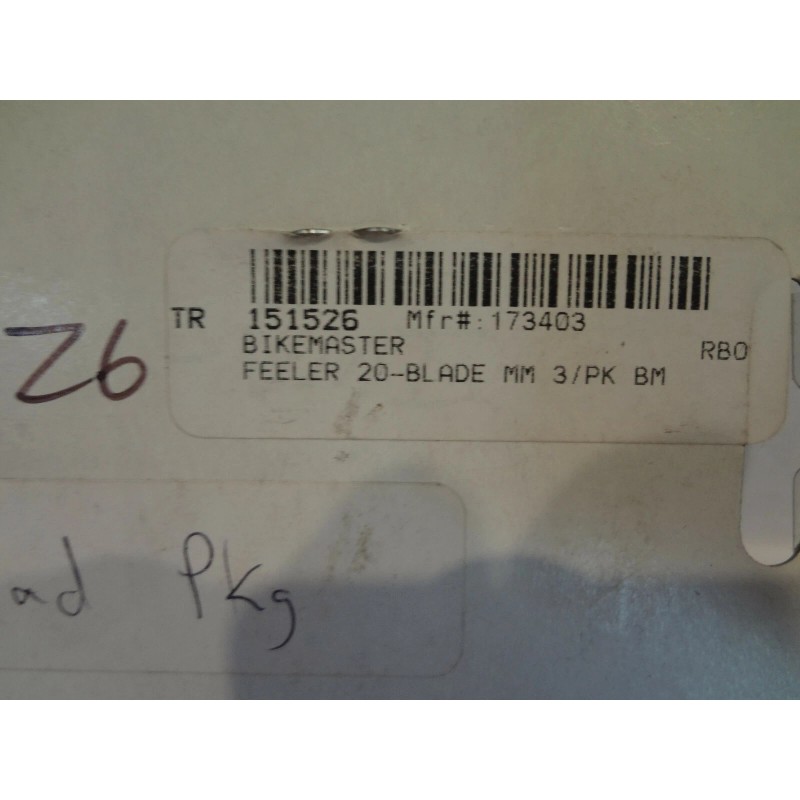 TR 151526 Mfr#:173403
BIKEMASTER RBO
FEELER 20-BLADE MM 3/PK BM
Z6
ad Pkg